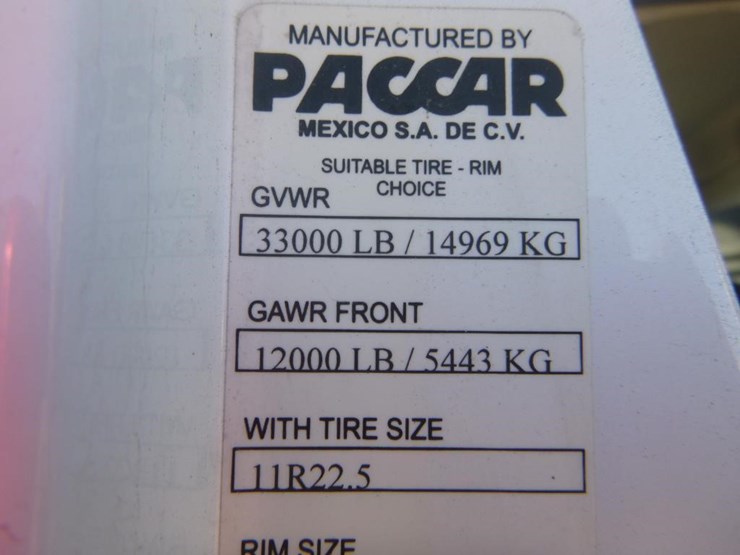 MANUFACTURED BY
PACCAR
MEXICO S.A. DE C.V.
SUITABLE TIRE - RIM
CHOICE
GVWR
33000 LB / 14969 KG
GAWR FRONT
12000 LB / 5443 KG
WITH TIRE SIZE
11R22.5
RIM SIZE